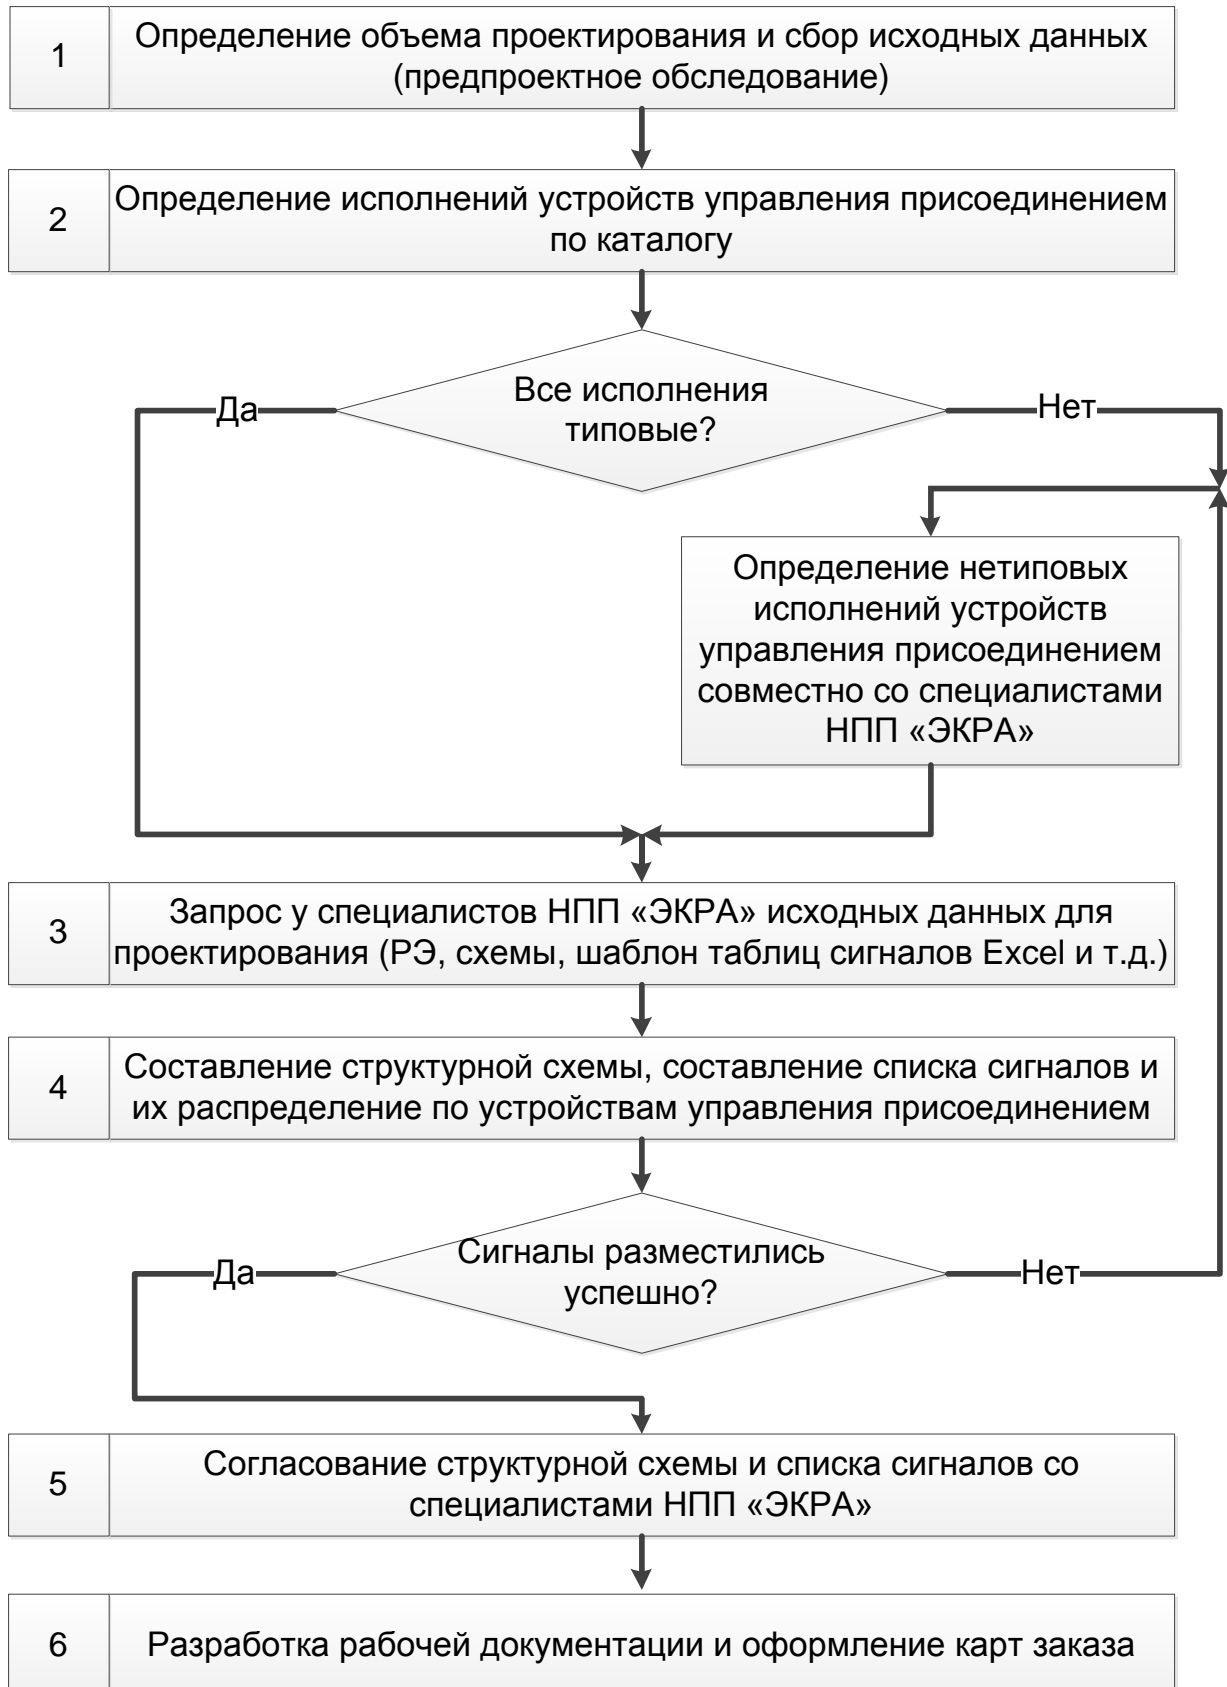 1
Определение объема проектирования и сбор исходных данных
(предпроектное обследование)
2
Определение исполнений устройств управления присоединением
по каталогу
Все исполнения
типовые?
Да
Нет
Определение нетиповых
исполнений устройств
управления присоединением
совместно со специалистами
НПП «ЭКРА»
3
Запрос у специалистов НПП «ЭКРА» исходных данных для
проектирования (РЭ, схемы, шаблон таблиц сигналов Excel и т.д.)
4
Составление структурной схемы, составление списка сигналов и
их распределение по устройствам управления присоединением
Сигналы разместились
успешно?
Да
Нет
5
Согласование структурной схемы и списка сигналов со
специалистами НПП «ЭКРА»
6
Разработка рабочей документации и оформление карт заказа